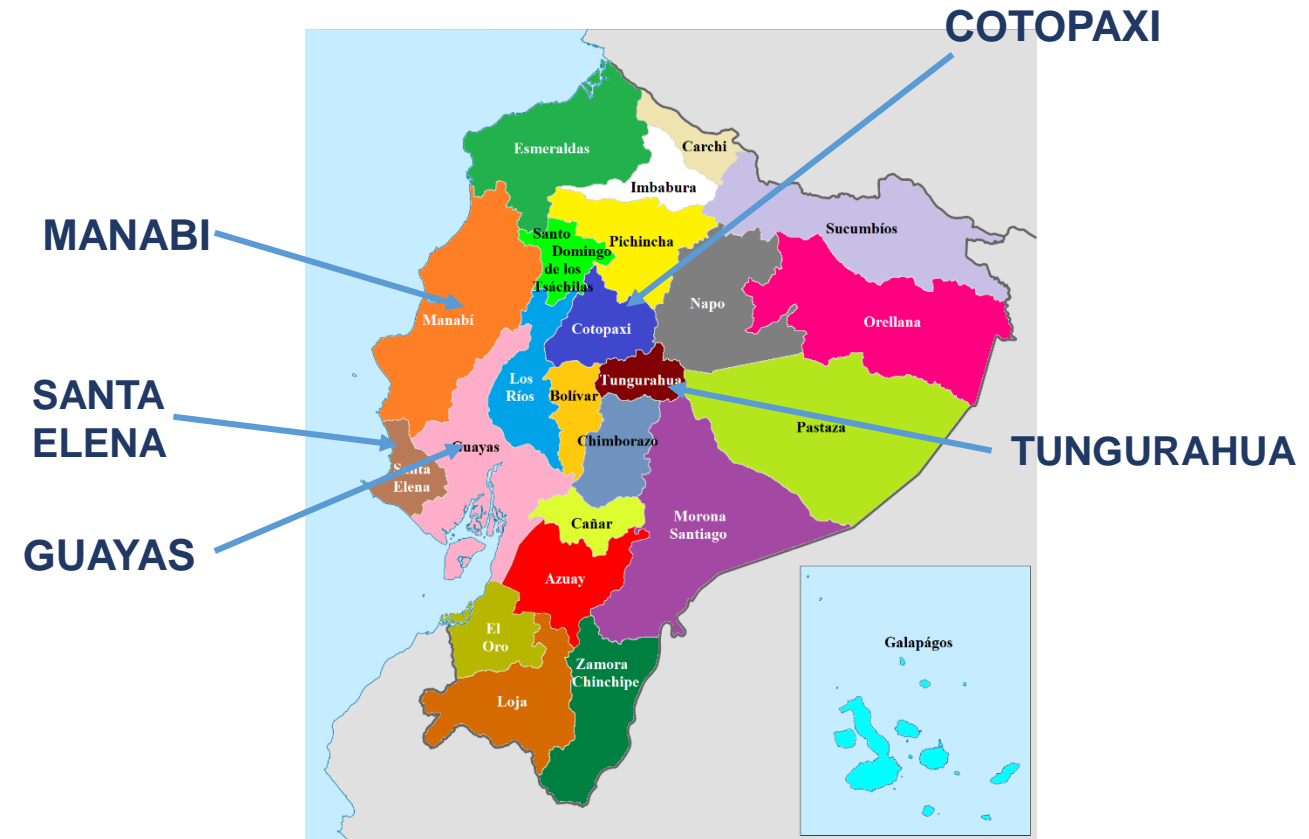 COTOPAXI
Esmeraldas
Carchi
Imbabura
MANABI
Santo
Domingo
de los
Tsáchilas
Pichincha
Sucumbíos
Manabí
Cotopaxi
Napo
Orellana
SANTA
ELENA
Los
Ríos
Bolívar
Tungurahua
Pastaza
TUNGURAHUA
Guayas
Chimborazo
Santa
Elena
GUAYAS
Cañar
Morona
Santiago
Azuay
El
Oro
Zamora
Chinchipe
Loja
Galapágos